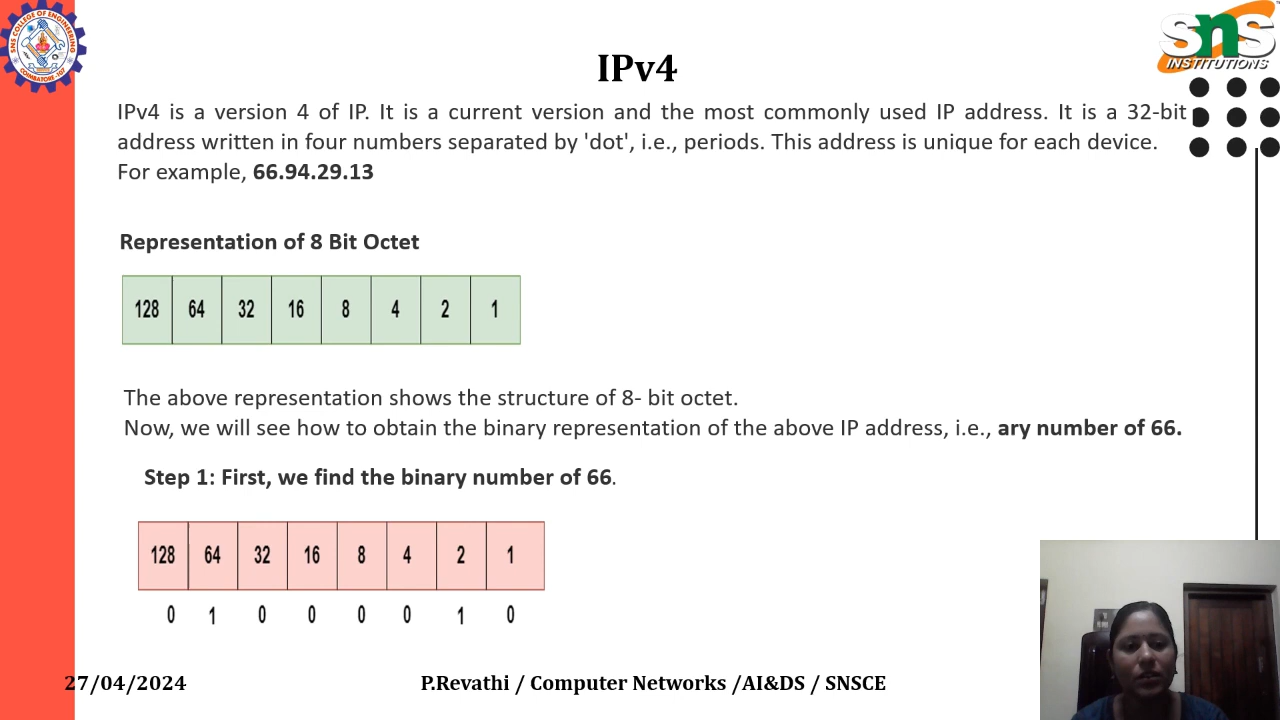 SNS COLLEGE OF ENGINEERING
COIMBATORE-107
SNS
INSTITUTIONS
IPv4
IPv4 is a version 4 of IP. It is a current version and the most commonly used IP address. It is a 32-bit
address written in four numbers separated by 'dot', i.e., periods. This address is unique for each device.
For example, 66.94.29.13
Representation of 8 Bit Octet
128 64 32 16 8 4 2 1
The above representation shows the structure of 8- bit octet.
Now, we will see how to obtain the binary representation of the above IP address, i.e., ary number of 66.
Step 1: First, we find the binary number of 66.
128 64 32 16 8 4 2 1
0 1 0 0 0 0 1 0
27/04/2024
P.Revathi / Computer Networks /AI&DS / SNSCE